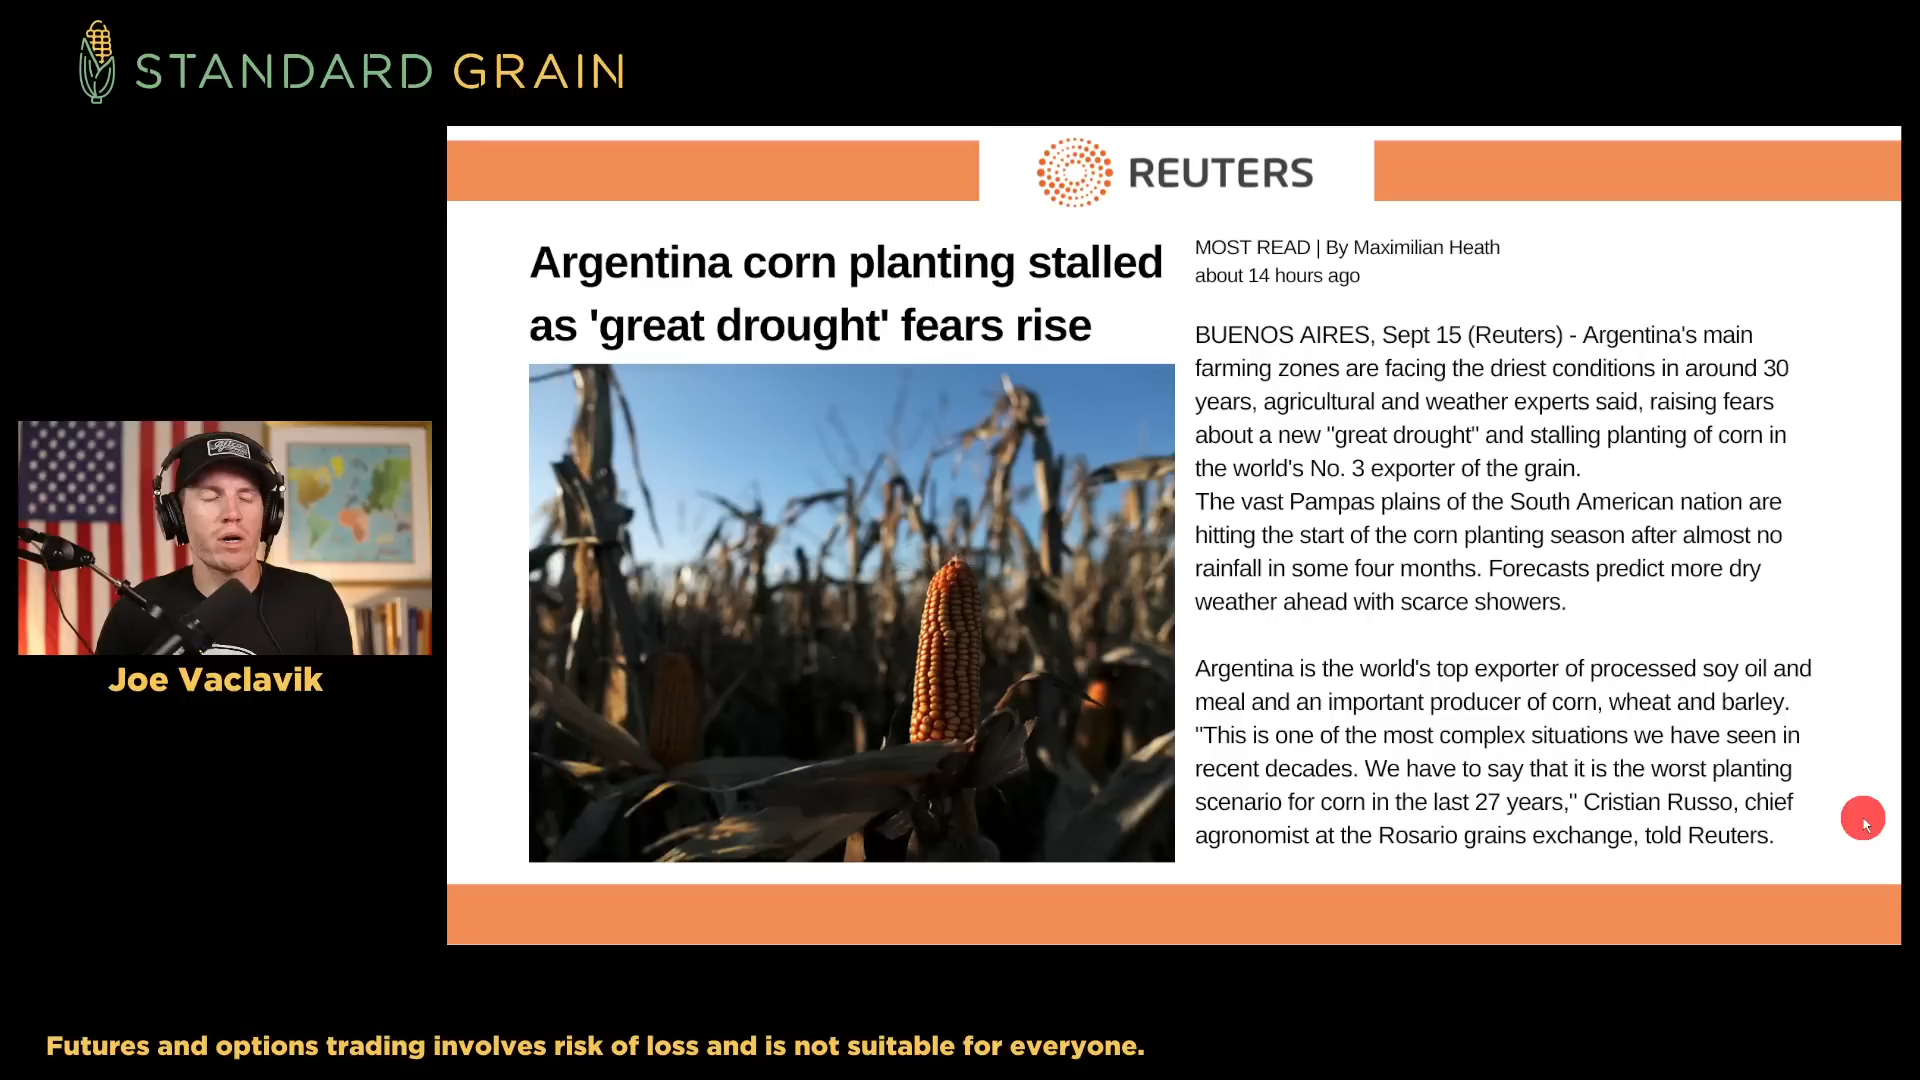 STANDARD GRAIN
REUTERS
Argentina corn planting stalled
as 'great drought' fears rise
MOST READ | By Maximilian Heath
about 14 hours ago
BUENOS AIRES, Sept 15 (Reuters) - Argentina's main
farming zones are facing the driest conditions in around 30
years, agricultural and weather experts said, raising fears
about a new "great drought" and stalling planting of corn in
the world's No. 3 exporter of the grain.
The vast Pampas plains of the South American nation are
hitting the start of the corn planting season after almost no
rainfall in some four months. Forecasts predict more dry
weather ahead with scarce showers.
Argentina is the world's top exporter of processed soy oil and
meal and an important producer of corn, wheat and barley.
"This is one of the most complex situations we have seen in
recent decades. We have to say that it is the worst planting
scenario for corn in the last 27 years," Cristian Russo, chief
agronomist at the Rosario grains exchange, told Reuters.
Joe Vaclavik
Futures and options trading involves risk of loss and is not suitable for everyone.